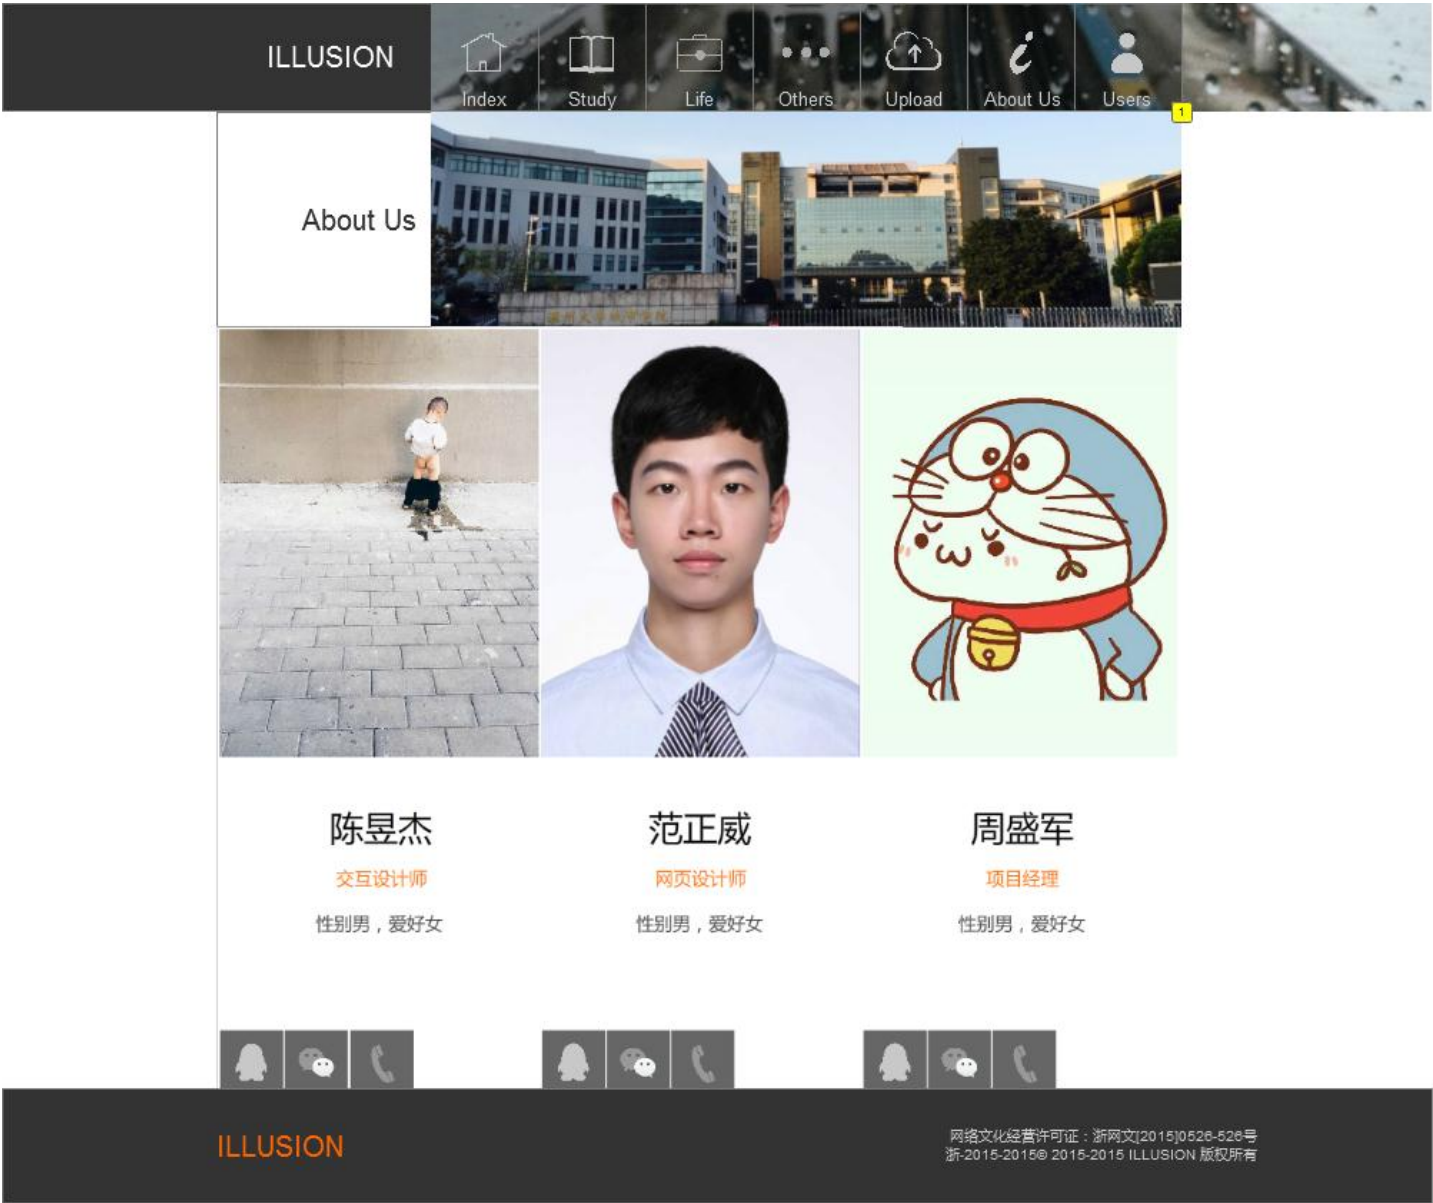 ILLUSION
Index
Study
Life
Others
Upload
About Us
Users
1
About Us
陈昱杰
范正威
周盛军
交互设计师
网页设计师
项目经理
性别男，爱好女
性别男，爱好女
性别男，爱好女
ILLUSION
网络文化经营许可证：浙网文[2015]0526-526号
浙-2015-2015© 2015-2015 ILLUSION 版权所有